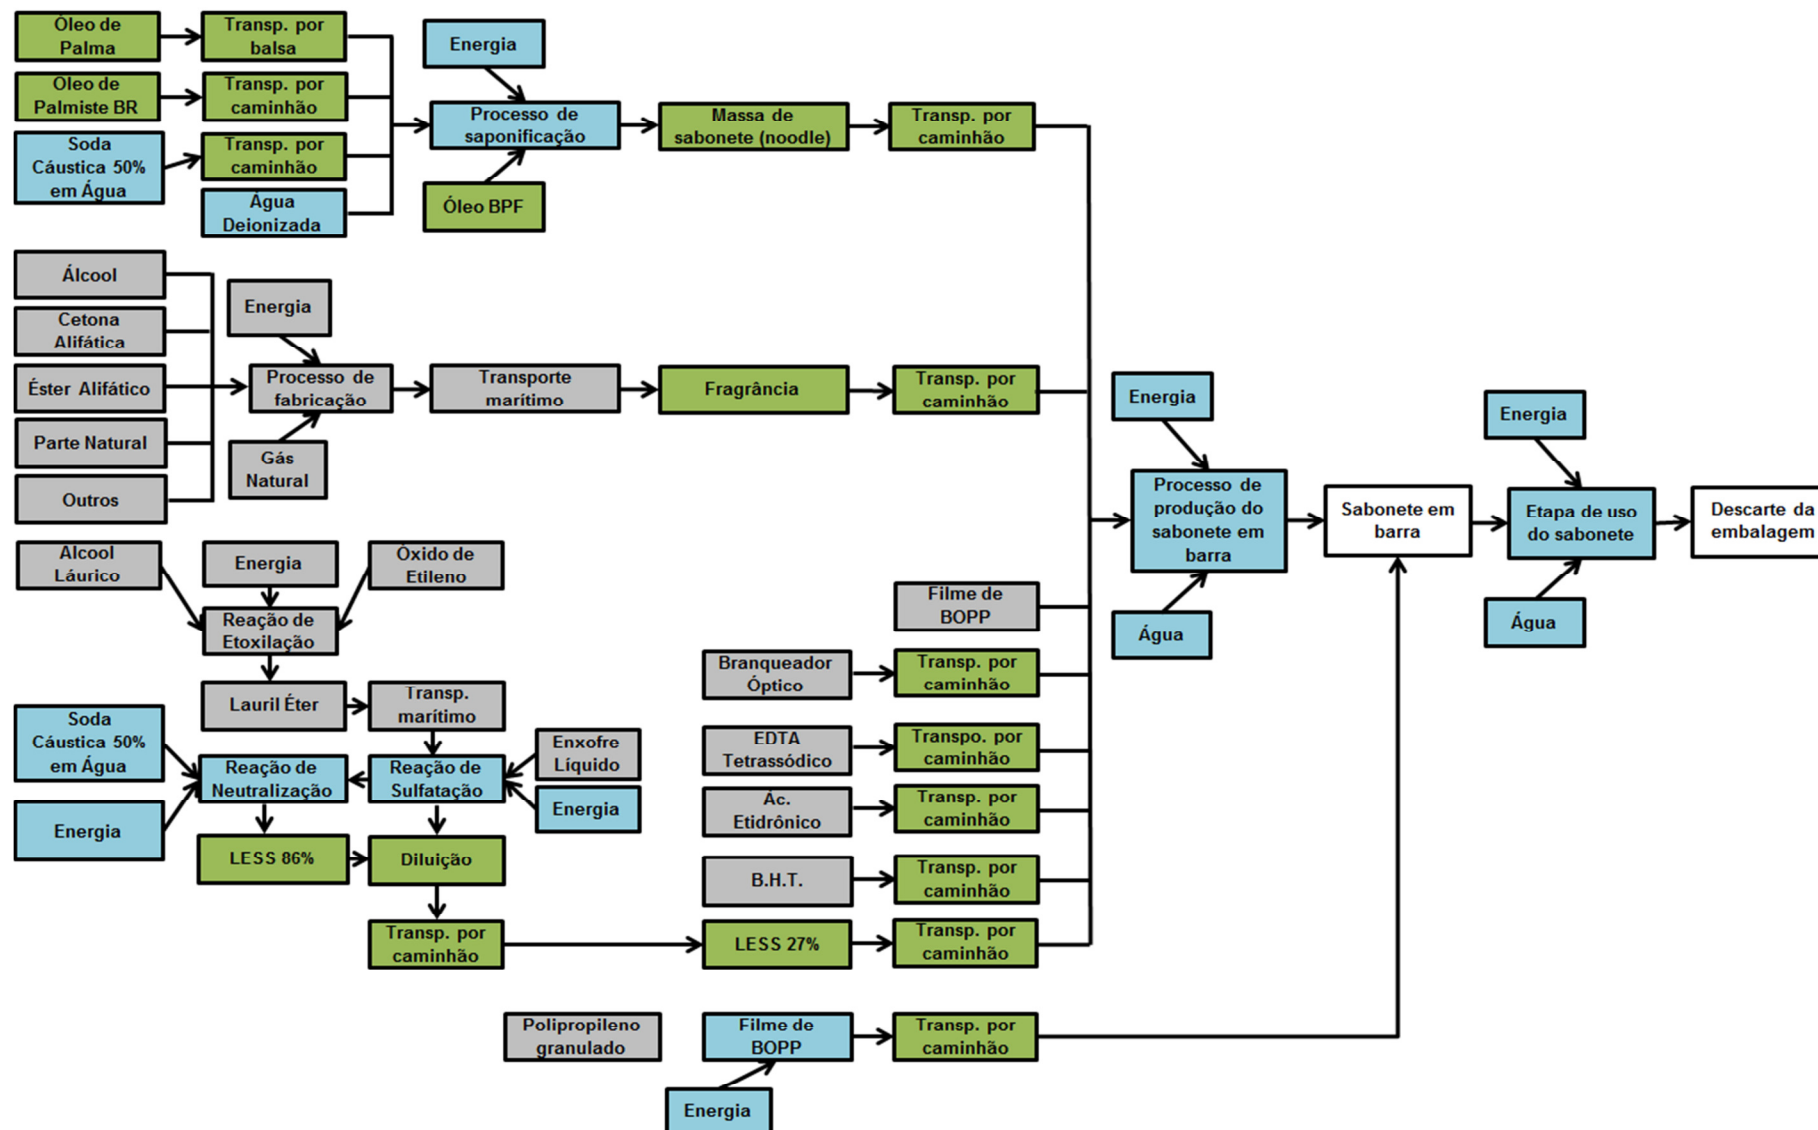 Óleo de
Palma
Transp. por
balsa
Energia
Óleo de
Palmiste BR
Transp. por
caminhão
Processo de
saponificação
Massa de
sabonete (noodle)
Transp. por
caminhão
Soda
Cáustica 50%
em Água
Transp. por
caminhão
Água
Deionizada
Óleo BPF
Álcool
Cetona
Alifática
Éster Alifático
Parte Natural
Outros
Energia
Processo de
fabricação
Gás
Natural
Transporte
marítimo
Fragrância
Transp. por
caminhão
Energia
Processo de
produção do
sabonete em
barra
Água
Sabonete em
barra
Energia
Etapa de uso
do sabonete
Água
Descarte da
embalagem
Alcool
Láurico
Energia
Óxido de
Etileno
Reação de
Etoxilação
Lauril Éter
Transp.
marítimo
Soda
Cáustica 50%
em Água
Energia
Reação de
Neutralização
Reação de
Sulfatação
Enxofre
Líquido
Energia
LESS 86%
Diluição
Transp. por
caminhão
Filme de
BOPP
Branqueador
Óptico
Transp. por
caminhão
EDTA
Tetrassódico
Transpo. por
caminhão
Ác.
Etidrônico
Transp. por
caminhão
B.H.T.
Transp. por
caminhão
LESS 27%
Transp. por
caminhão
Polipropileno
granulado
Filme de
BOPP
Transp. por
caminhão
Energia